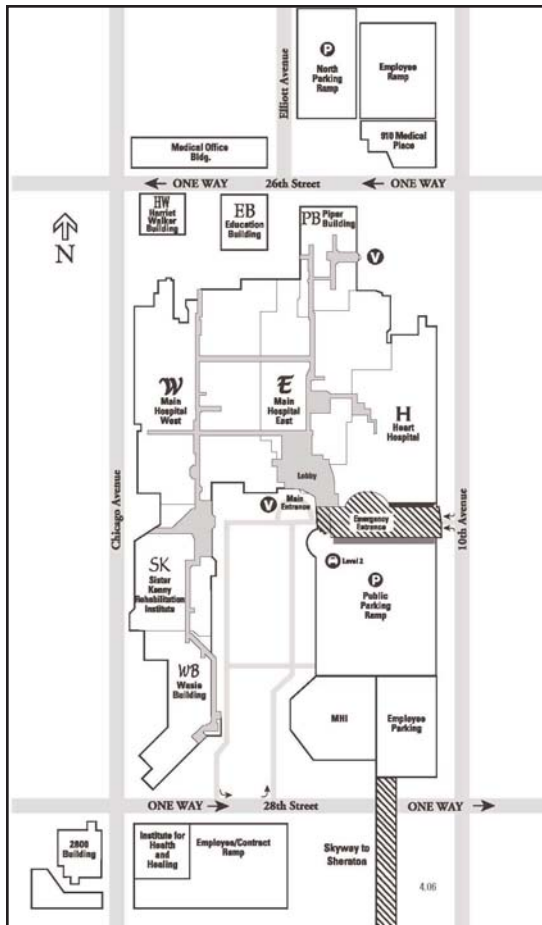 Elliott Avenue
P
North
Parking
Ramp
Employee
Ramp
910 Medical
Place
Medical Office
Bldg.
ONE WAY
26th Street
ONE WAY
HW
Harriet
Walker
Building
EB
Education
Building
PB Piper
Building
N
V
W
Main
Hospital
West
E
Main
Hospital
East
H
Heart
Hospital
Lobby
V
Main
Entrance
Emergency
Entrance
Chicago Avenue
10th Avenue
SK
Sister
Kenny
Rehabilitation
Institute
Level 2
P
Public
Parking
Ramp
WB
Wasie
Building
MHI
Employee
Parking
ONE WAY
28th Street
ONE WAY
2800
Building
Institute for
Health
and
Healing
Employee/Contract
Ramp
Skyway to
Sheraton
4.06